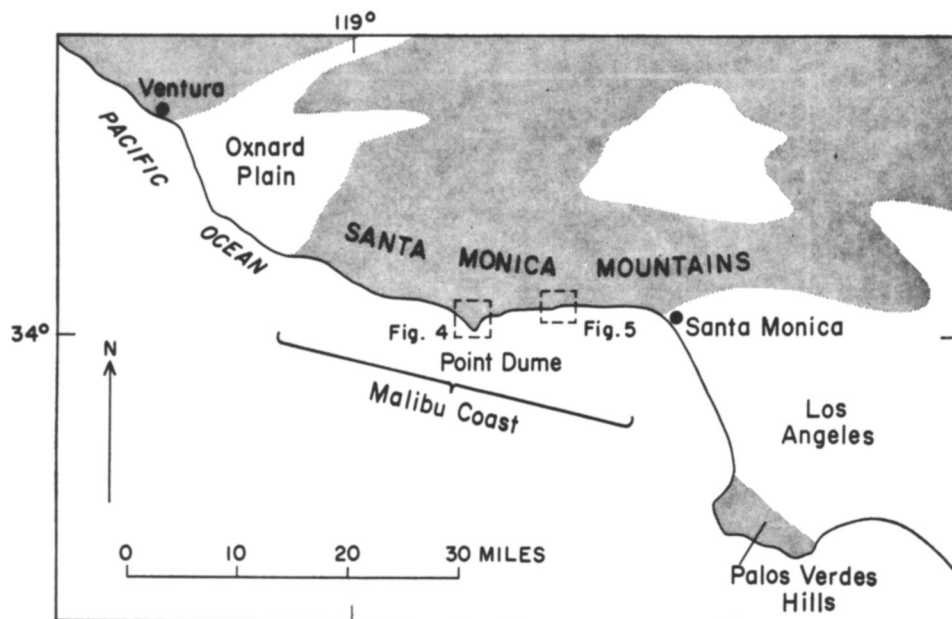 119°
Ventura
PACIFIC
OCEAN
Oxnard
Plain
SANTA MONICA MOUNTAINS
34°
Fig. 4
Fig. 5
Santa Monica
Point Dume
Malibu Coast
N
Los
Angeles
0 10 20 30 MILES
Palos Verdes
Hills